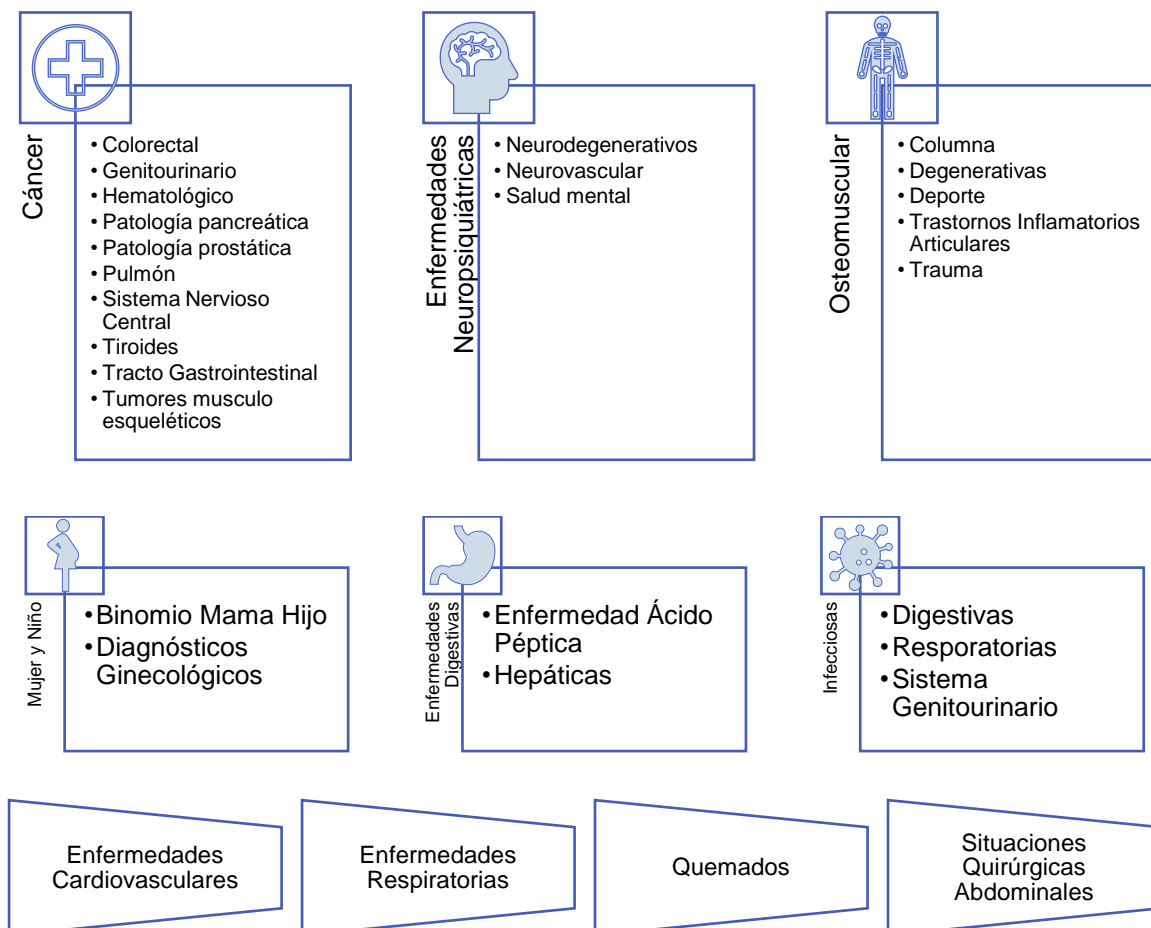 Cáncer
• Colorectal
• Genitourinario
• Hematológico
• Patología pancreática
• Patología prostática
• Pulmón
• Sistema Nervioso
Central
• Tiroides
• Tracto Gastrointestinal
• Tumores musculo
esqueléticos
Enfermedades
Neuropsiquiátricas
• Neurodegenerativos
• Neurovascular
• Salud mental
Osteomuscular
• Columna
• Degenerativas
• Deporte
• Trastornos Inflamatorios
Articulares
• Trauma
Mujer y Niño
• Binomio Mama Hijo
• Diagnósticos
Ginecológicos
Enfermedades
Digestivas
• Enfermedad Ácido
Péptica
• Hepáticas
Infecciosas
• Digestivas
• Resporatorias
• Sistema
Genitourinario
Enfermedades
Cardiovasculares
Enfermedades
Respiratorias
Quemados
Situaciones
Quirúrgicas
Abdominales